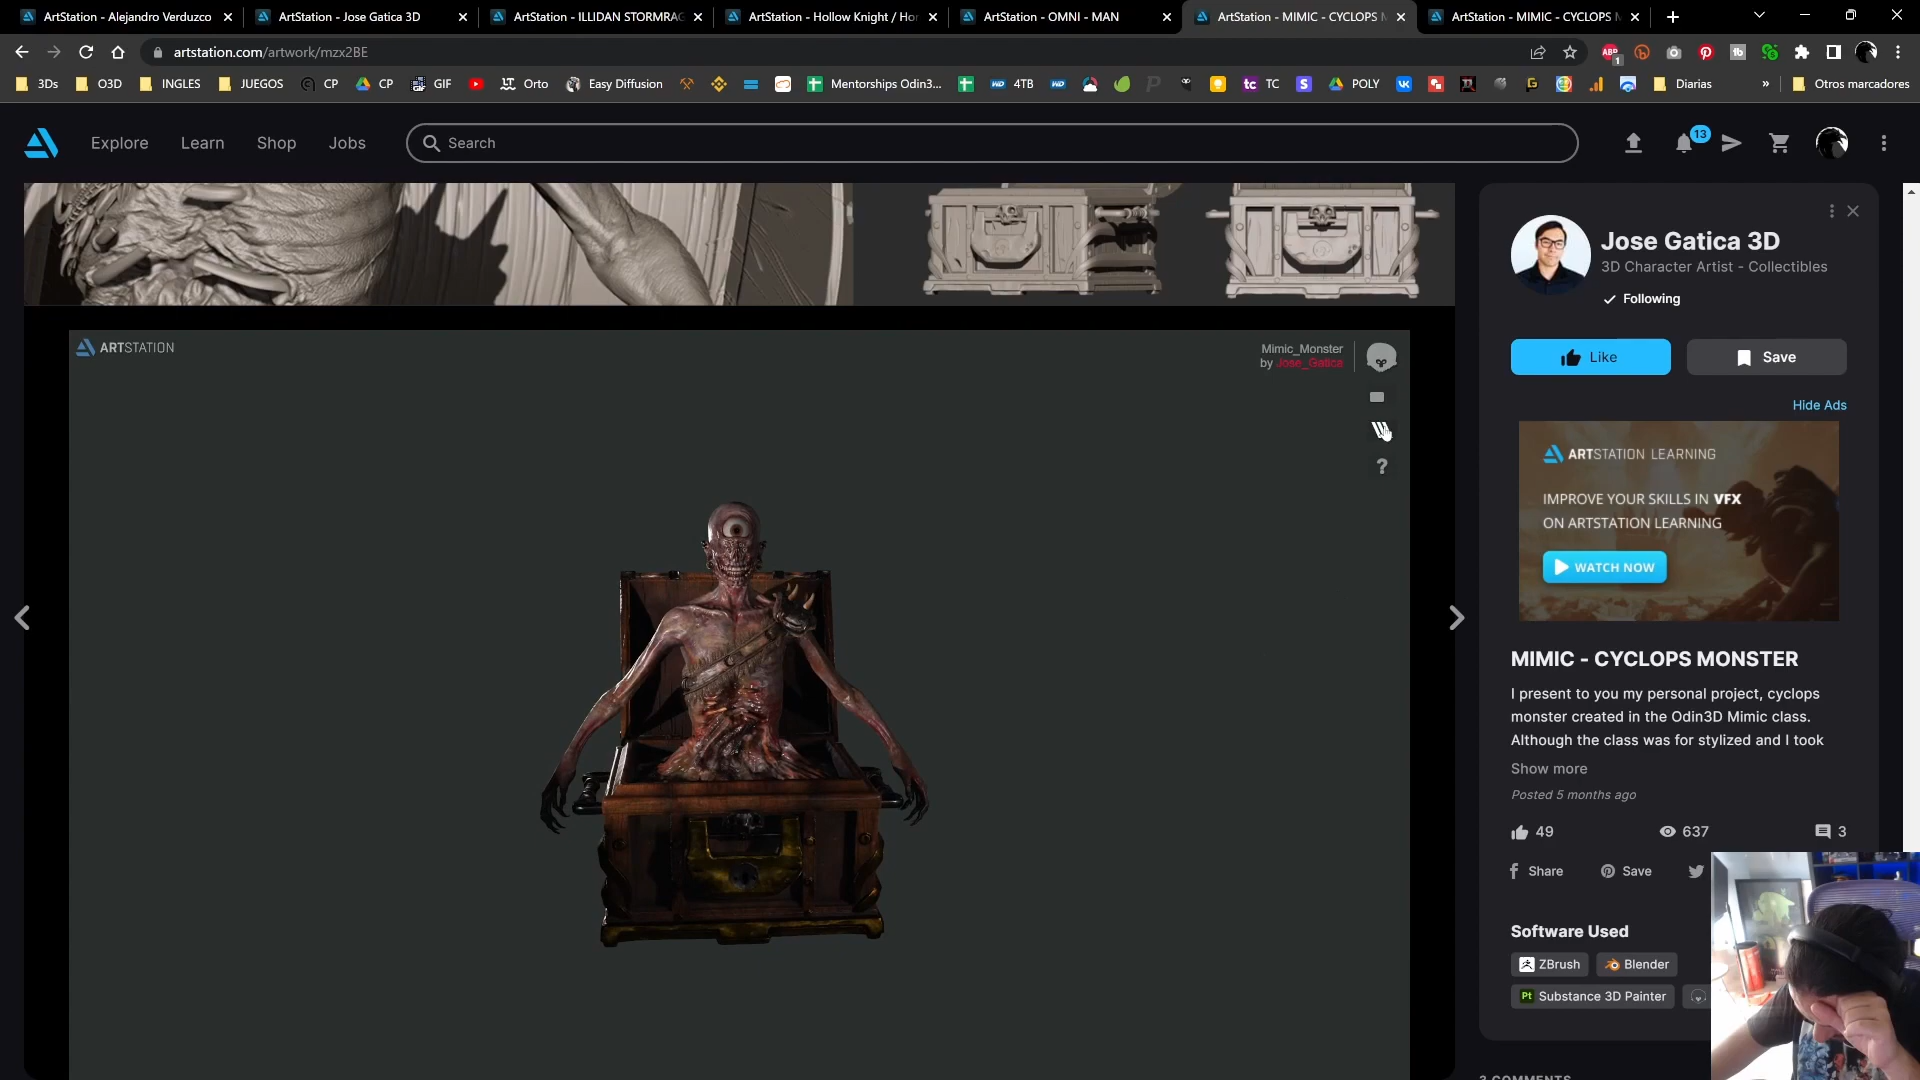 ArtStation - Alejandro Verduzco
ArtStation - Jose Gatica 3D
ArtStation - ILLIDAN STORMRAG
ArtStation - Hollow Knight / Hor
ArtStation - OMNI - MAN
ArtStation - MIMIC - CYCLOPS M
ArtStation - MIMIC - CYCLOPS M
artstation.com/artwork/mzx2BE
ABP
1
3Ds
O3D
INGLES
JUEGOS
CP
CP
GIF
Orto
Easy Diffusion
Mentorships Odin3...
4TB
TC
POLY
Diarias
»
Otros marcadores
Explore
Learn
Shop
Jobs
Search
13
ARTSTATION
Mimic_Monster
by Jose_Gatica
?
Jose Gatica 3D
3D Character Artist - Collectibles
Following
Like
Save
Hide Ads
ARTSTATION LEARNING
IMPROVE YOUR SKILLS IN VFX
ON ARTSTATION LEARNING
WATCH NOW
MIMIC - CYCLOPS MONSTER
I present to you my personal project, cyclops
monster created in the Odin3D Mimic class.
Although the class was for stylized and I took
Show more
Posted 5 months ago
49
637
3
Share
Save
Software Used
ZBrush
Blender
Pt Substance 3D Painter
3 COMMENTS